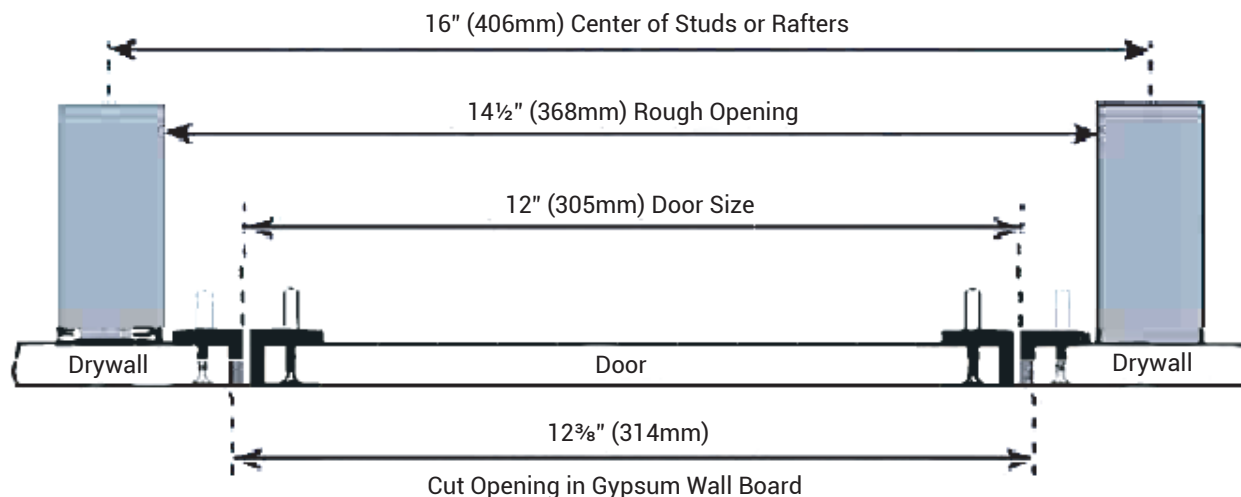 16” (406mm) Center of Studs or Rafters
14½” (368mm) Rough Opening
12” (305mm) Door Size
Drywall
Door
Drywall
12⅜” (314mm)
Cut Opening in Gypsum Wall Board